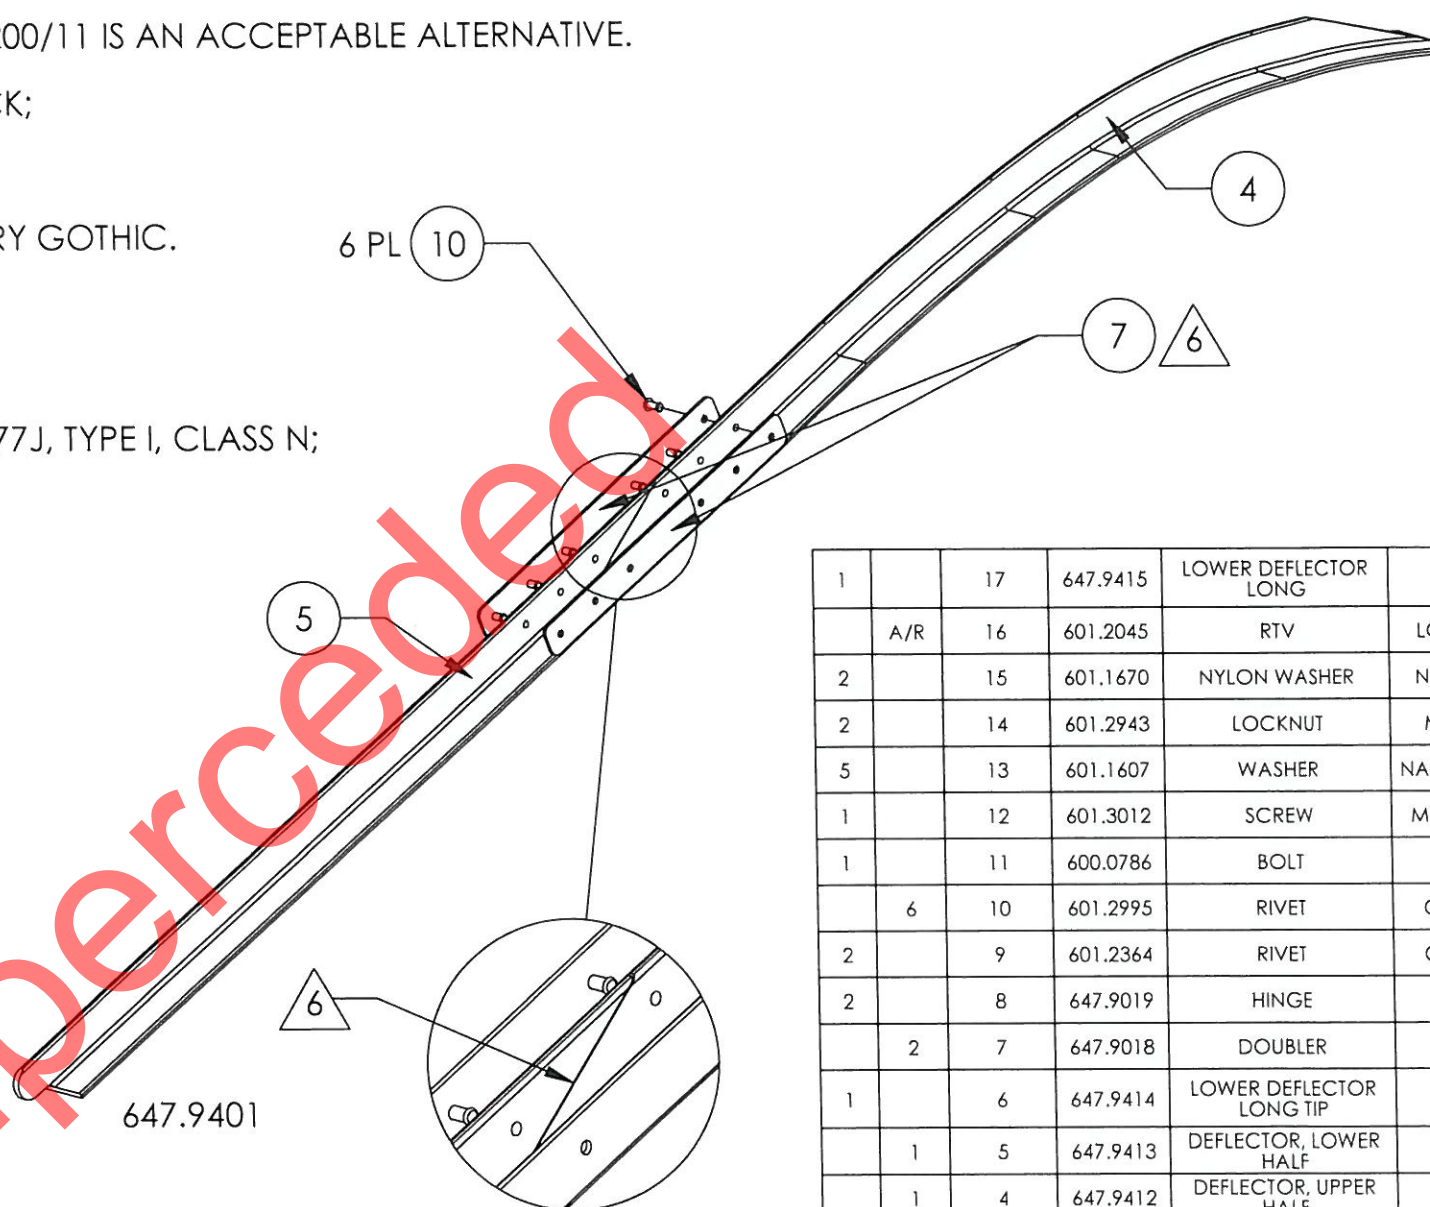 200/11 IS AN ACCEPTABLE ALTERNATIVE.
CK;
RY GOTHIC.
77J, TYPE I, CLASS N;
6 PL 10
4
7 6
5
6
647.9401
perceded
1 17 647.9415 LOWER DEFLECTOR LONG
A/R 16 601.2045 RTV
2 15 601.1670 NYLON WASHER N
2 14 601.2943 LOCKNUT
5 13 601.1607 WASHER NA
1 12 601.3012 SCREW M
1 11 600.0786 BOLT
6 10 601.2995 RIVET
2 9 601.2364 RIVET
2 8 647.9019 HINGE
2 7 647.9018 DOUBLER
1 6 647.9414 LOWER DEFLECTOR LONG TIP
1 5 647.9413 DEFLECTOR, LOWER HALF
1 4 647.9412 DEFLECTOR, UPPER HALF